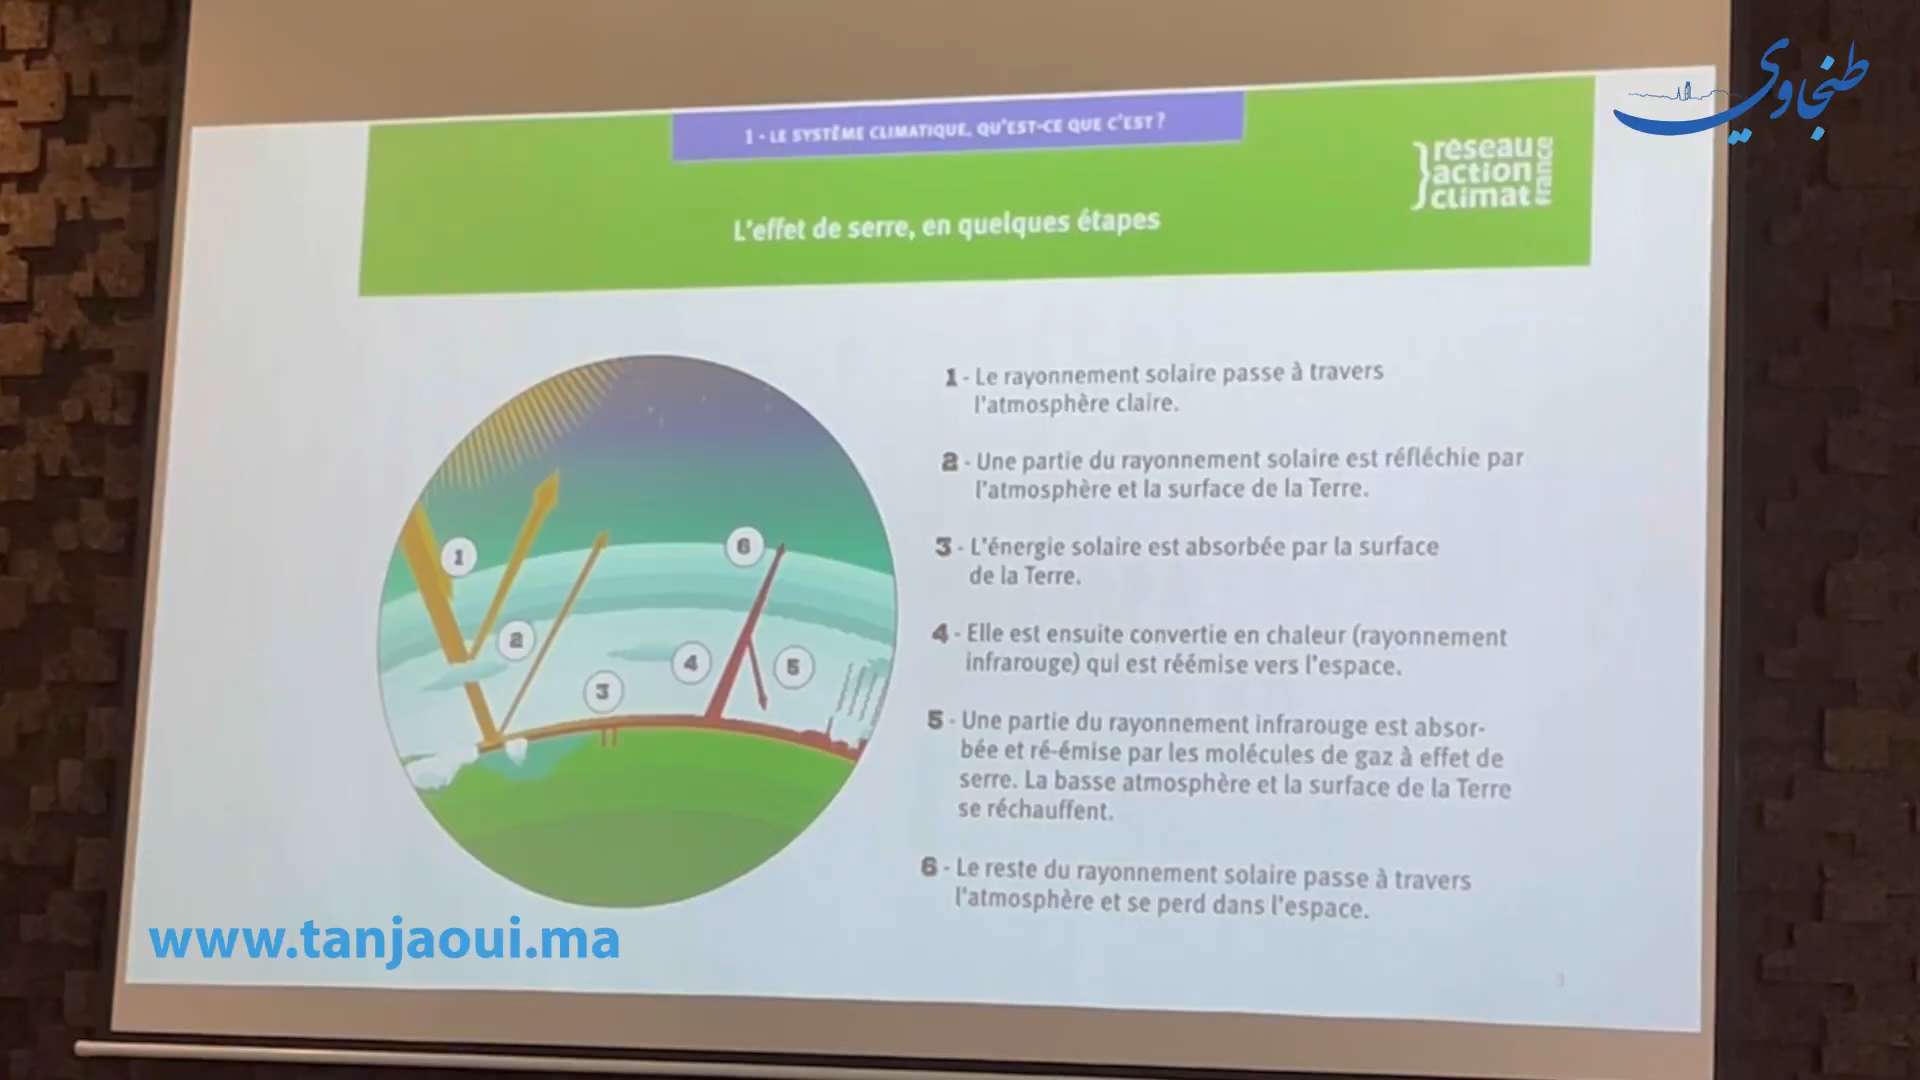 طنجاوي
1 - LE SYSTÈME CLIMATIQUE, QU'EST-CE QUE C'EST ?
réseau
action
climat
france
L'effet de serre, en quelques étapes
1 - Le rayonnement solaire passe à travers
l'atmosphère claire.
2 - Une partie du rayonnement solaire est réfléchie par
l'atmosphère et la surface de la Terre.
3 - L'énergie solaire est absorbée par la surface
de la Terre.
4 - Elle est ensuite convertie en chaleur (rayonnement
infrarouge) qui est réémise vers l'espace.
5 - Une partie du rayonnement infrarouge est absor-
bée et ré-émise par les molécules de gaz à effet de
serre. La basse atmosphère et la surface de la Terre
se réchauffent.
6 - Le reste du rayonnement solaire passe à travers
l'atmosphère et se perd dans l'espace.
1
2
3
4
5
6
www.tanjaoui.ma
3